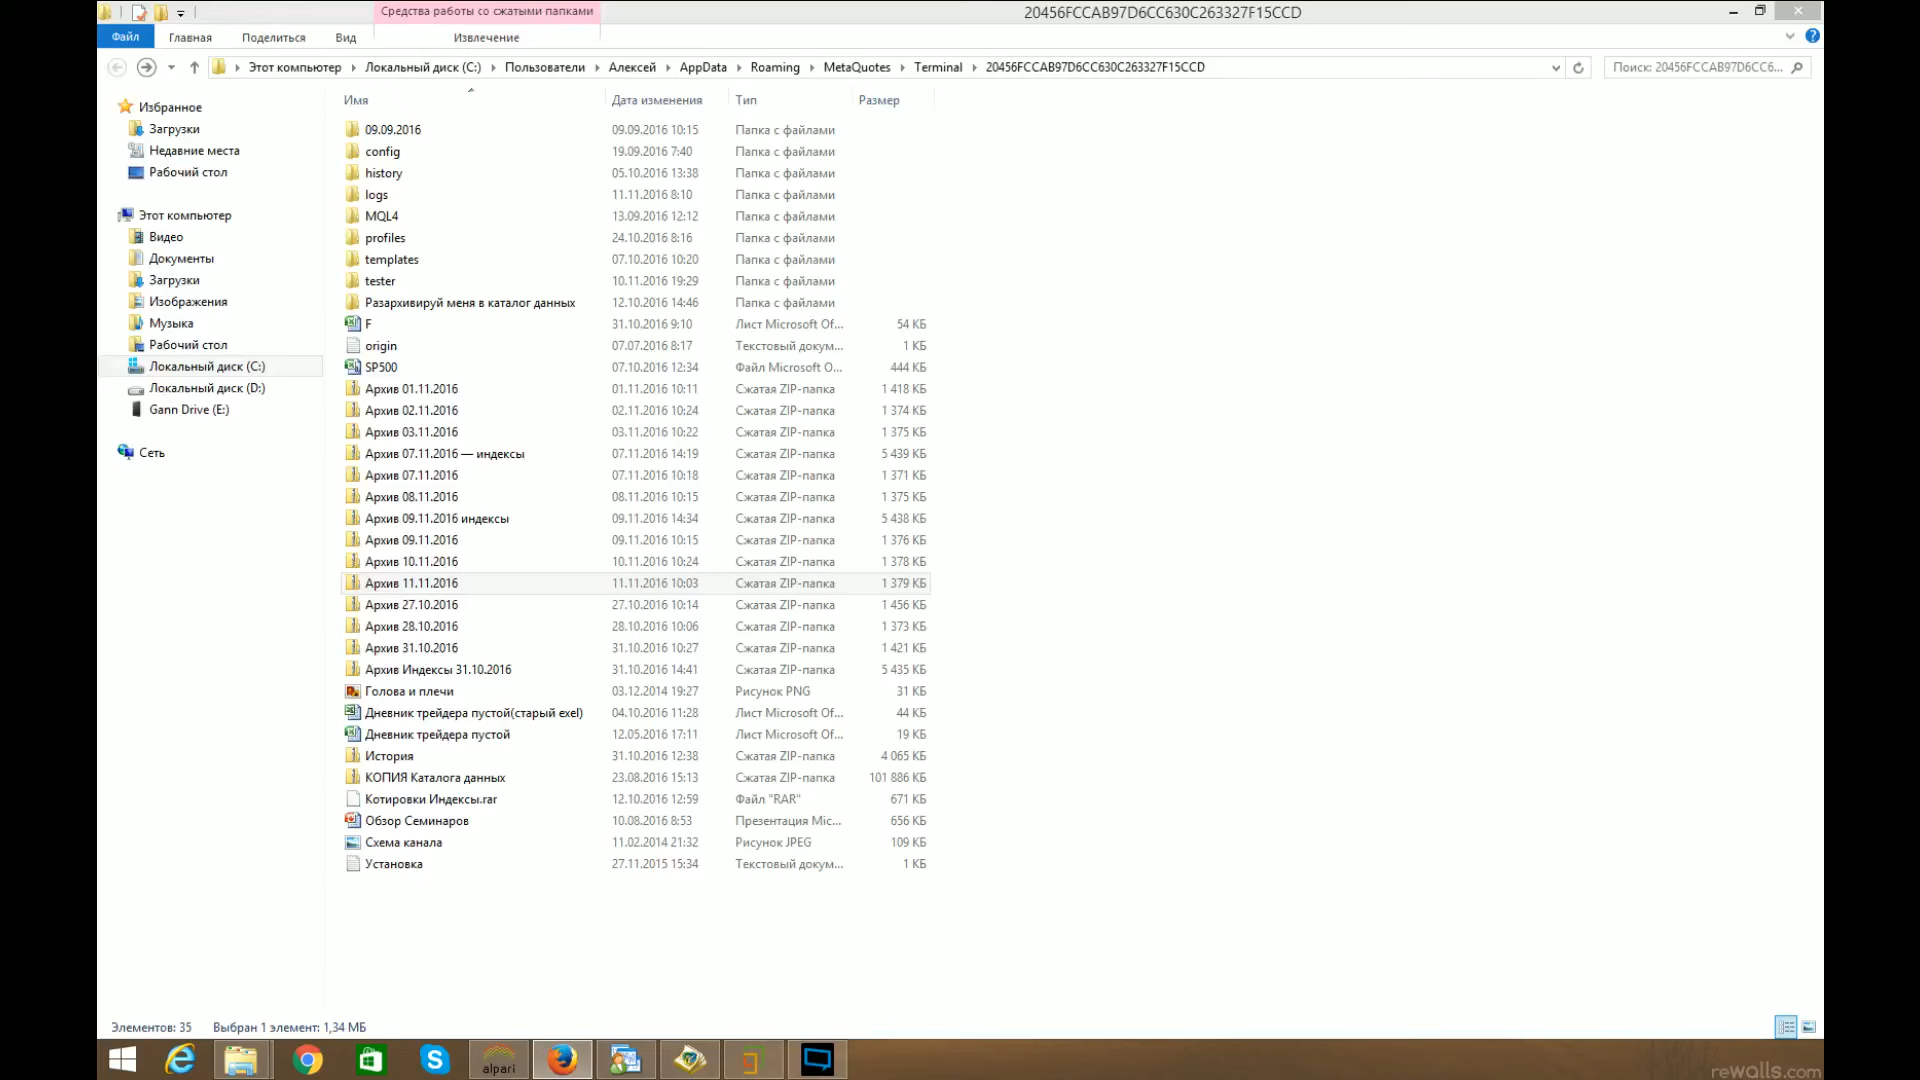 Средства работы со сжатыми папками
20456FCCAB97D6CC630C263327F15CCD
Файл Главная Поделиться Вид Извлечение
Этот компьютер Локальный диск (C:) Пользователи Алексей AppData Roaming MetaQuotes Terminal 20456FCCAB97D6CC630C263327F15CCD
Поиск: 20456FCCAB97D6CC6...
Избранное
Загрузки
Недавние места
Рабочий стол
Этот компьютер
Видео
Документы
Загрузки
Изображения
Музыка
Рабочий стол
Локальный диск (C:)
Локальный диск (D:)
Gann Drive (E:)
Сеть
Имя Дата изменения Тип Размер
09.09.2016 09.09.2016 10:15 Папка с файлами
config 19.09.2016 7:40 Папка с файлами
history 05.10.2016 13:38 Папка с файлами
logs 11.11.2016 8:10 Папка с файлами
MQL4 13.09.2016 12:12 Папка с файлами
profiles 24.10.2016 8:16 Папка с файлами
templates 07.10.2016 10:20 Папка с файлами
tester 10.11.2016 19:29 Папка с файлами
Разархивируй меня в каталог данных 12.10.2016 14:46 Папка с файлами
F 31.10.2016 9:10 Лист Microsoft Of... 54 КБ
origin 07.07.2016 8:17 Текстовый докум... 1 КБ
SP500 07.10.2016 12:34 Файл Microsoft O... 444 КБ
Архив 01.11.2016 01.11.2016 10:11 Сжатая ZIP-папка 1 418 КБ
Архив 02.11.2016 02.11.2016 10:24 Сжатая ZIP-папка 1 374 КБ
Архив 03.11.2016 03.11.2016 10:22 Сжатая ZIP-папка 1 375 КБ
Архив 07.11.2016 — индексы 07.11.2016 14:19 Сжатая ZIP-папка 5 439 КБ
Архив 07.11.2016 07.11.2016 10:18 Сжатая ZIP-папка 1 371 КБ
Архив 08.11.2016 08.11.2016 10:15 Сжатая ZIP-папка 1 375 КБ
Архив 09.11.2016 индексы 09.11.2016 14:34 Сжатая ZIP-папка 5 438 КБ
Архив 09.11.2016 09.11.2016 10:15 Сжатая ZIP-папка 1 376 КБ
Архив 10.11.2016 10.11.2016 10:24 Сжатая ZIP-папка 1 378 КБ
Архив 11.11.2016 11.11.2016 10:03 Сжатая ZIP-папка 1 379 КБ
Архив 27.10.2016 27.10.2016 10:14 Сжатая ZIP-папка 1 456 КБ
Архив 28.10.2016 28.10.2016 10:06 Сжатая ZIP-папка 1 373 КБ
Архив 31.10.2016 31.10.2016 10:27 Сжатая ZIP-папка 1 421 КБ
Архив Индексы 31.10.2016 31.10.2016 14:41 Сжатая ZIP-папка 5 435 КБ
Голова и плечи 03.12.2014 19:27 Рисунок PNG 31 КБ
Дневник трейдера пустой(старый exel) 04.10.2016 11:28 Лист Microsoft Of... 44 КБ
Дневник трейдера пустой 12.05.2016 17:11 Лист Microsoft Of... 19 КБ
История 31.10.2016 12:38 Сжатая ZIP-папка 4 065 КБ
КОПИЯ Каталога данных 23.08.2016 15:13 Сжатая ZIP-папка 101 886 КБ
Котировки Индексы.rar 12.10.2016 12:59 Файл "RAR" 671 КБ
Обзор Семинаров 10.08.2016 8:53 Презентация Mic... 656 КБ
Схема канала 11.02.2014 21:32 Рисунок JPEG 109 КБ
Установка 27.11.2015 15:34 Текстовый докум... 1 КБ
Элементов: 35 Выбран 1 элемент: 1,34 МБ
alpari
rewalls.com